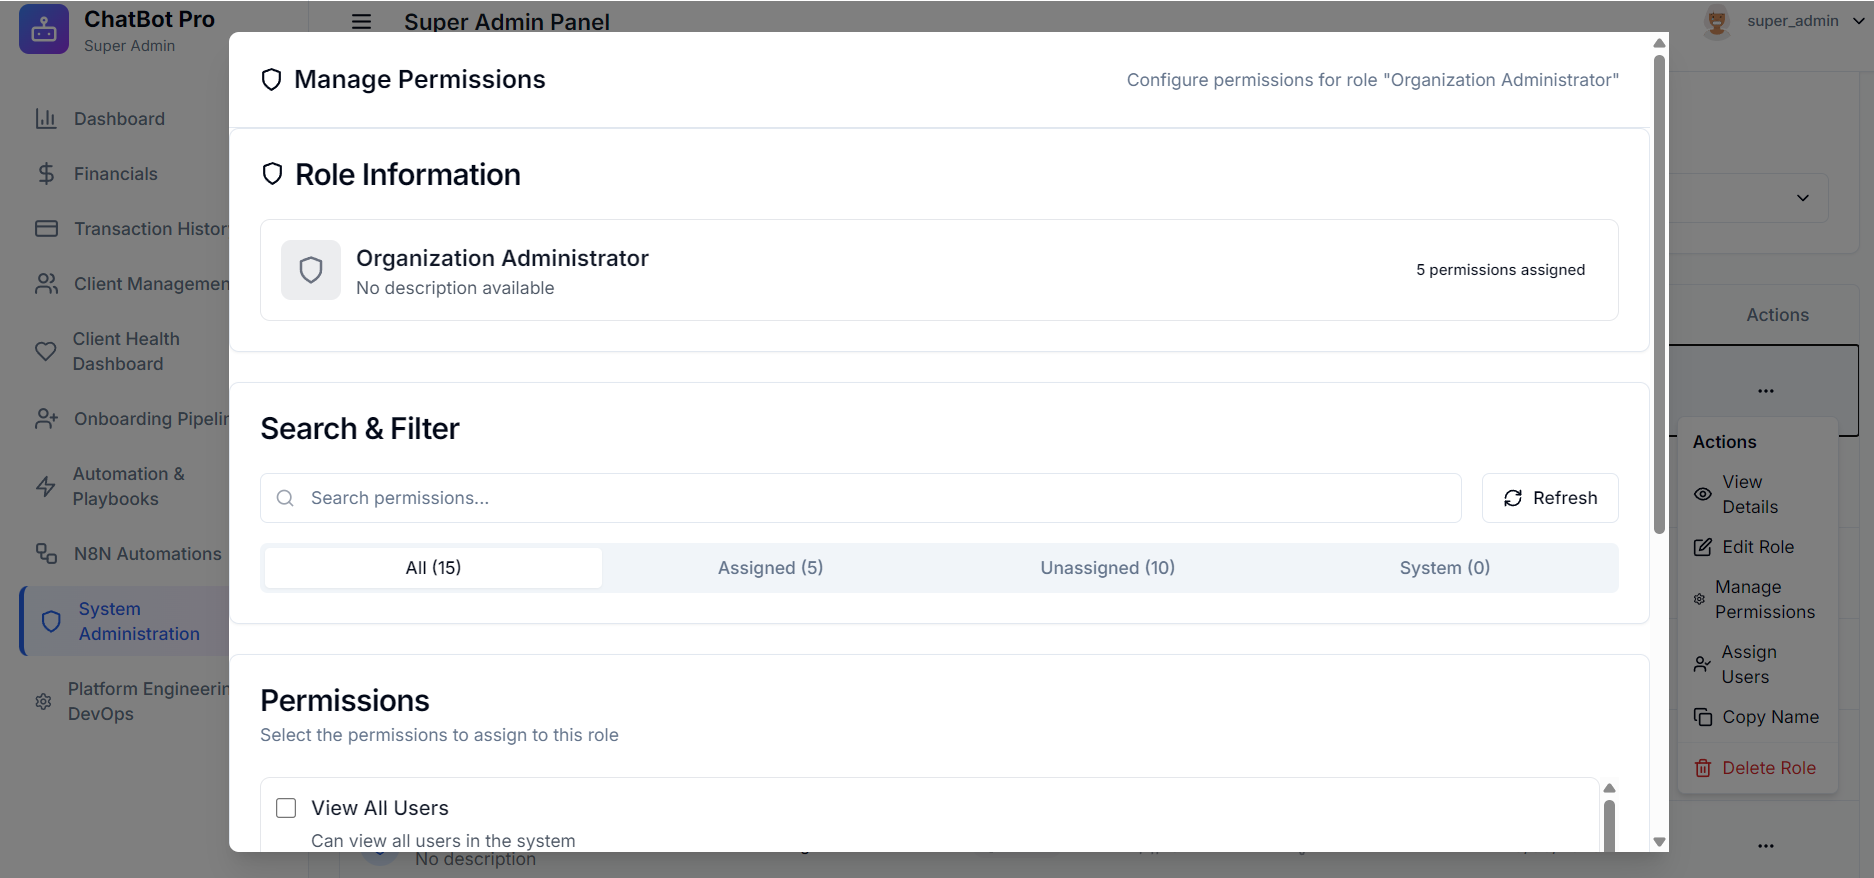 ChatBot Pro
Super Admin
Super Admin Panel
super_admin
Dashboard
Financials
Transaction Histor
Client Managemen
Client Health
Dashboard
Onboarding Pipelin
Automation &
Playbooks
N8N Automations
System
Administration
Platform Engineerin
DevOps
Manage Permissions
Configure permissions for role "Organization Administrator"
Role Information
Organization Administrator
No description available
5 permissions assigned
Search & Filter
Search permissions...
Refresh
All (15)
Assigned (5)
Unassigned (10)
System (0)
Permissions
Select the permissions to assign to this role
View All Users
Can view all users in the system
No description
Actions
Actions
View
Details
Edit Role
Manage
Permissions
Assign
Users
Copy Name
Delete Role